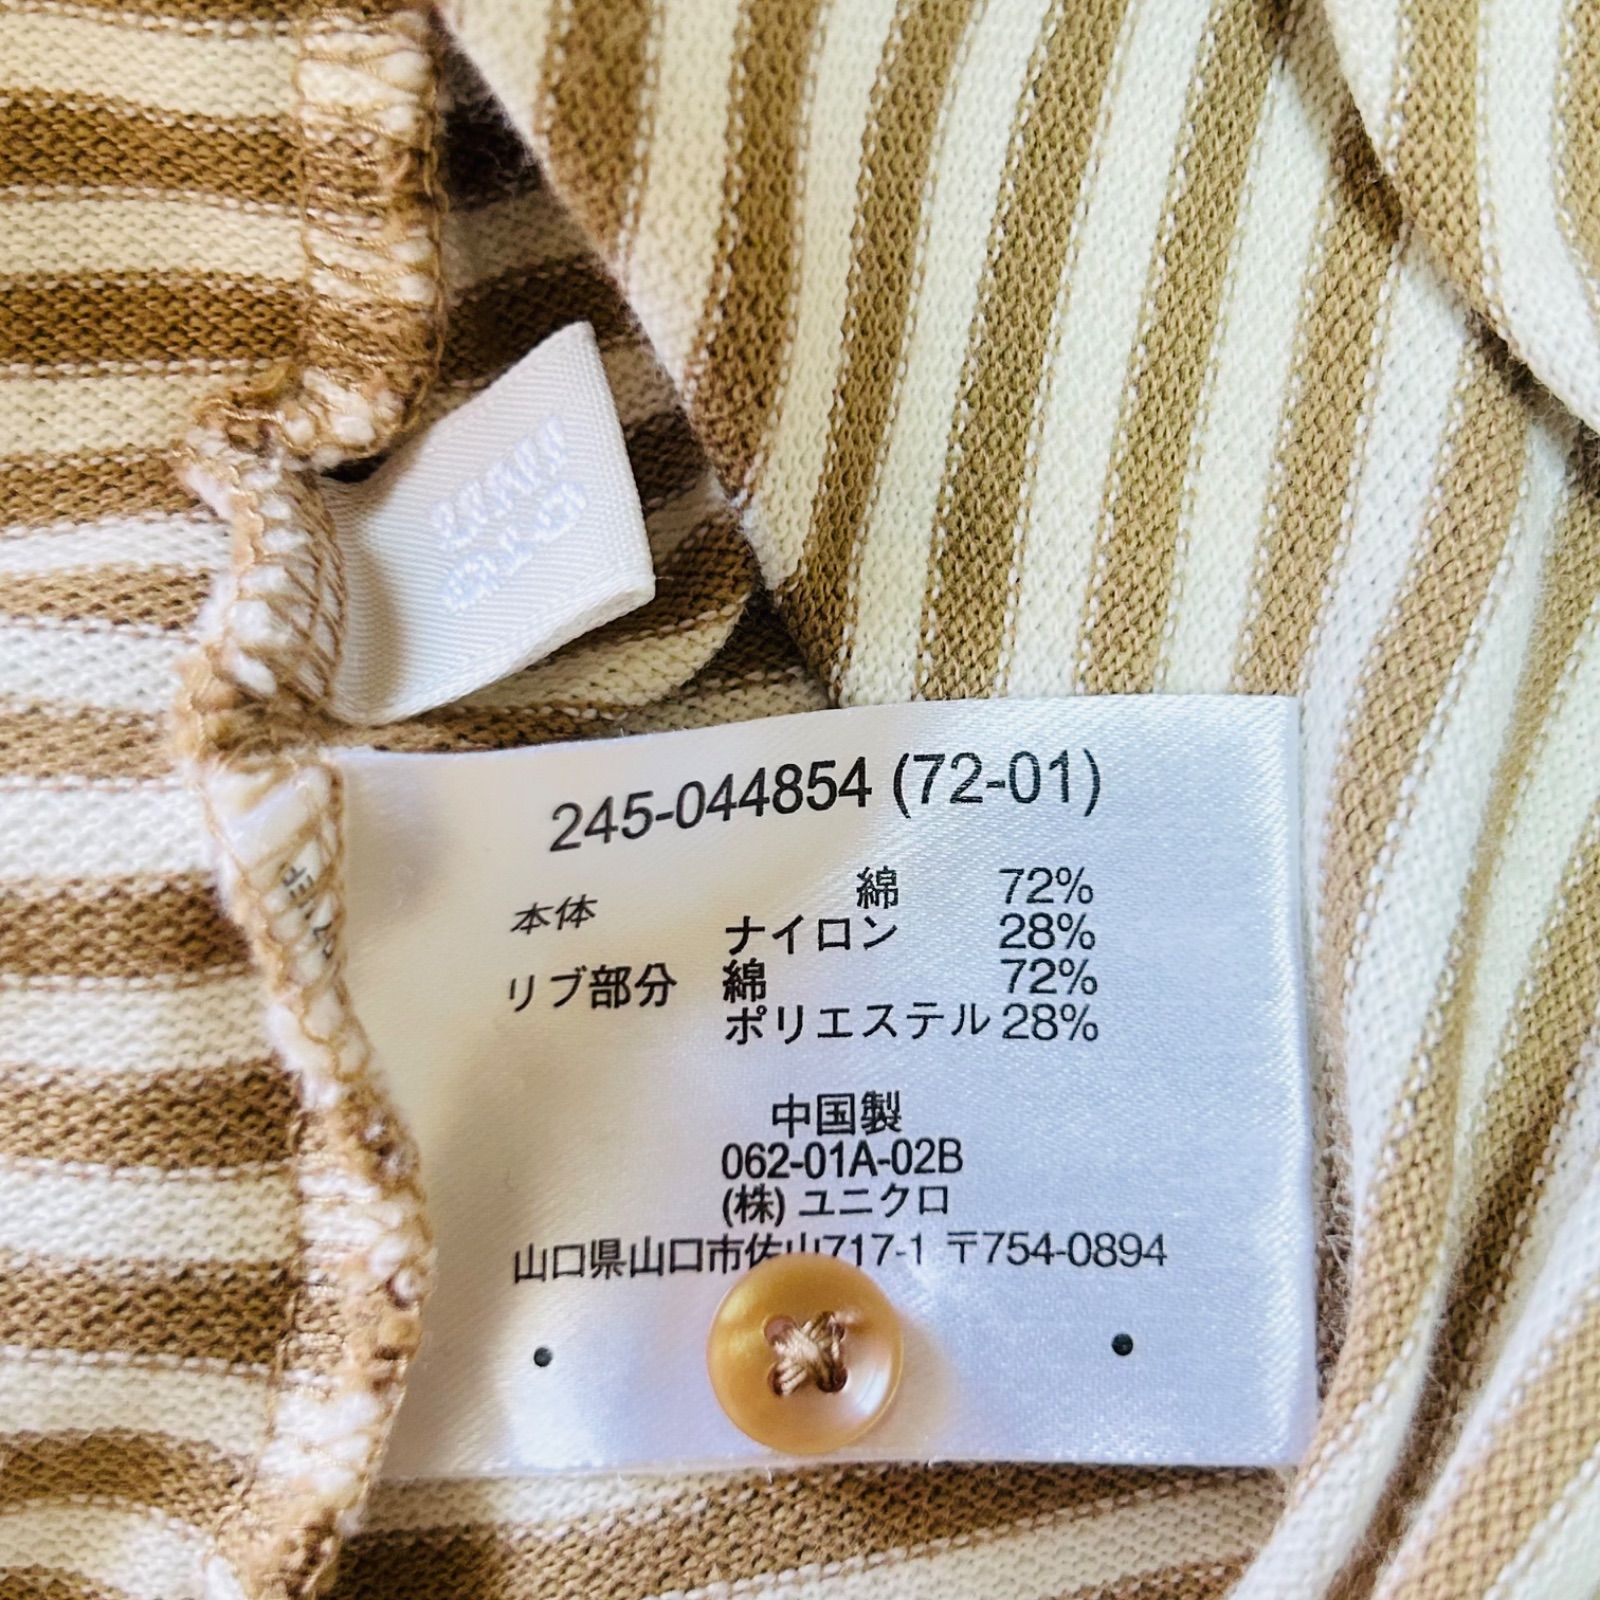 245-044854 (72-01)
本体 綿 72%
ナイロン 28%
リブ部分 綿 72%
ポリエステル 28%
中国製
062-01A-02B
(株) ユニクロ
山口県山口市佐山717-1 〒754-0894